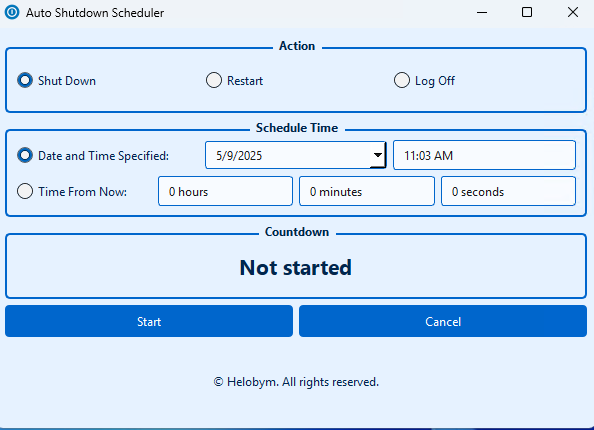 Auto Shutdown Scheduler
Action
Shut Down Restart Log Off
Schedule Time
Date and Time Specified: 5/9/2025 11:03 AM
Time From Now: 0 hours 0 minutes 0 seconds
Countdown
Not started
Start Cancel
© Helobym. All rights reserved.